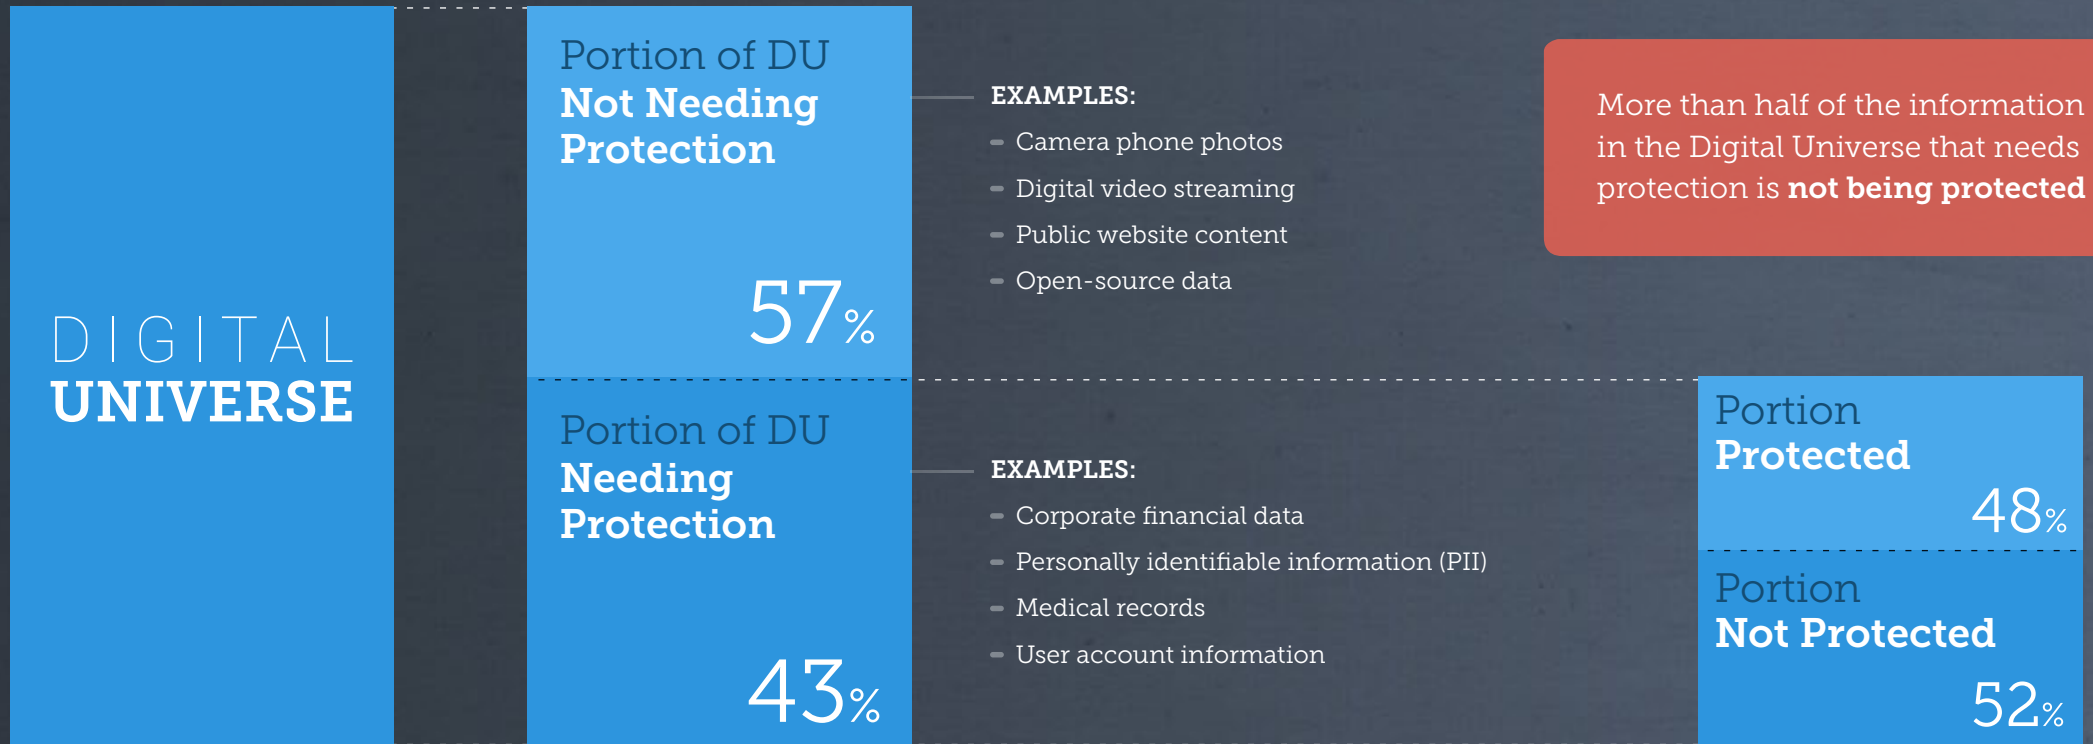 DIGITAL
UNIVERSE
Portion of DU
Not Needing
Protection
57%
EXAMPLES:
Camera phone photos
Digital video streaming
Public website content
Open-source data
More than half of the information
in the Digital Universe that needs
protection is not being protected
Portion of DU
Needing
Protection
43%
EXAMPLES:
Corporate financial data
Personally identifiable information (PII)
Medical records
User account information
Portion
Protected
48%
Portion
Not Protected
52%